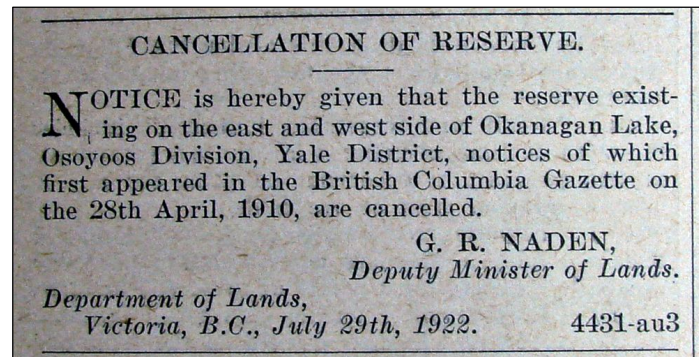 CANCELLATION OF RESERVE.
NOTICE is hereby given that the reserve exist-
ing on the east and west side of Okanagan Lake,
Osoyoos Division, Yale District, notices of which
first appeared in the British Columbia Gazette on
the 28th April, 1910, are cancelled.
G. R. NADEN,
Deputy Minister of Lands.
Department of Lands,
Victoria, B.C., July 29th, 1922. 4431-au3